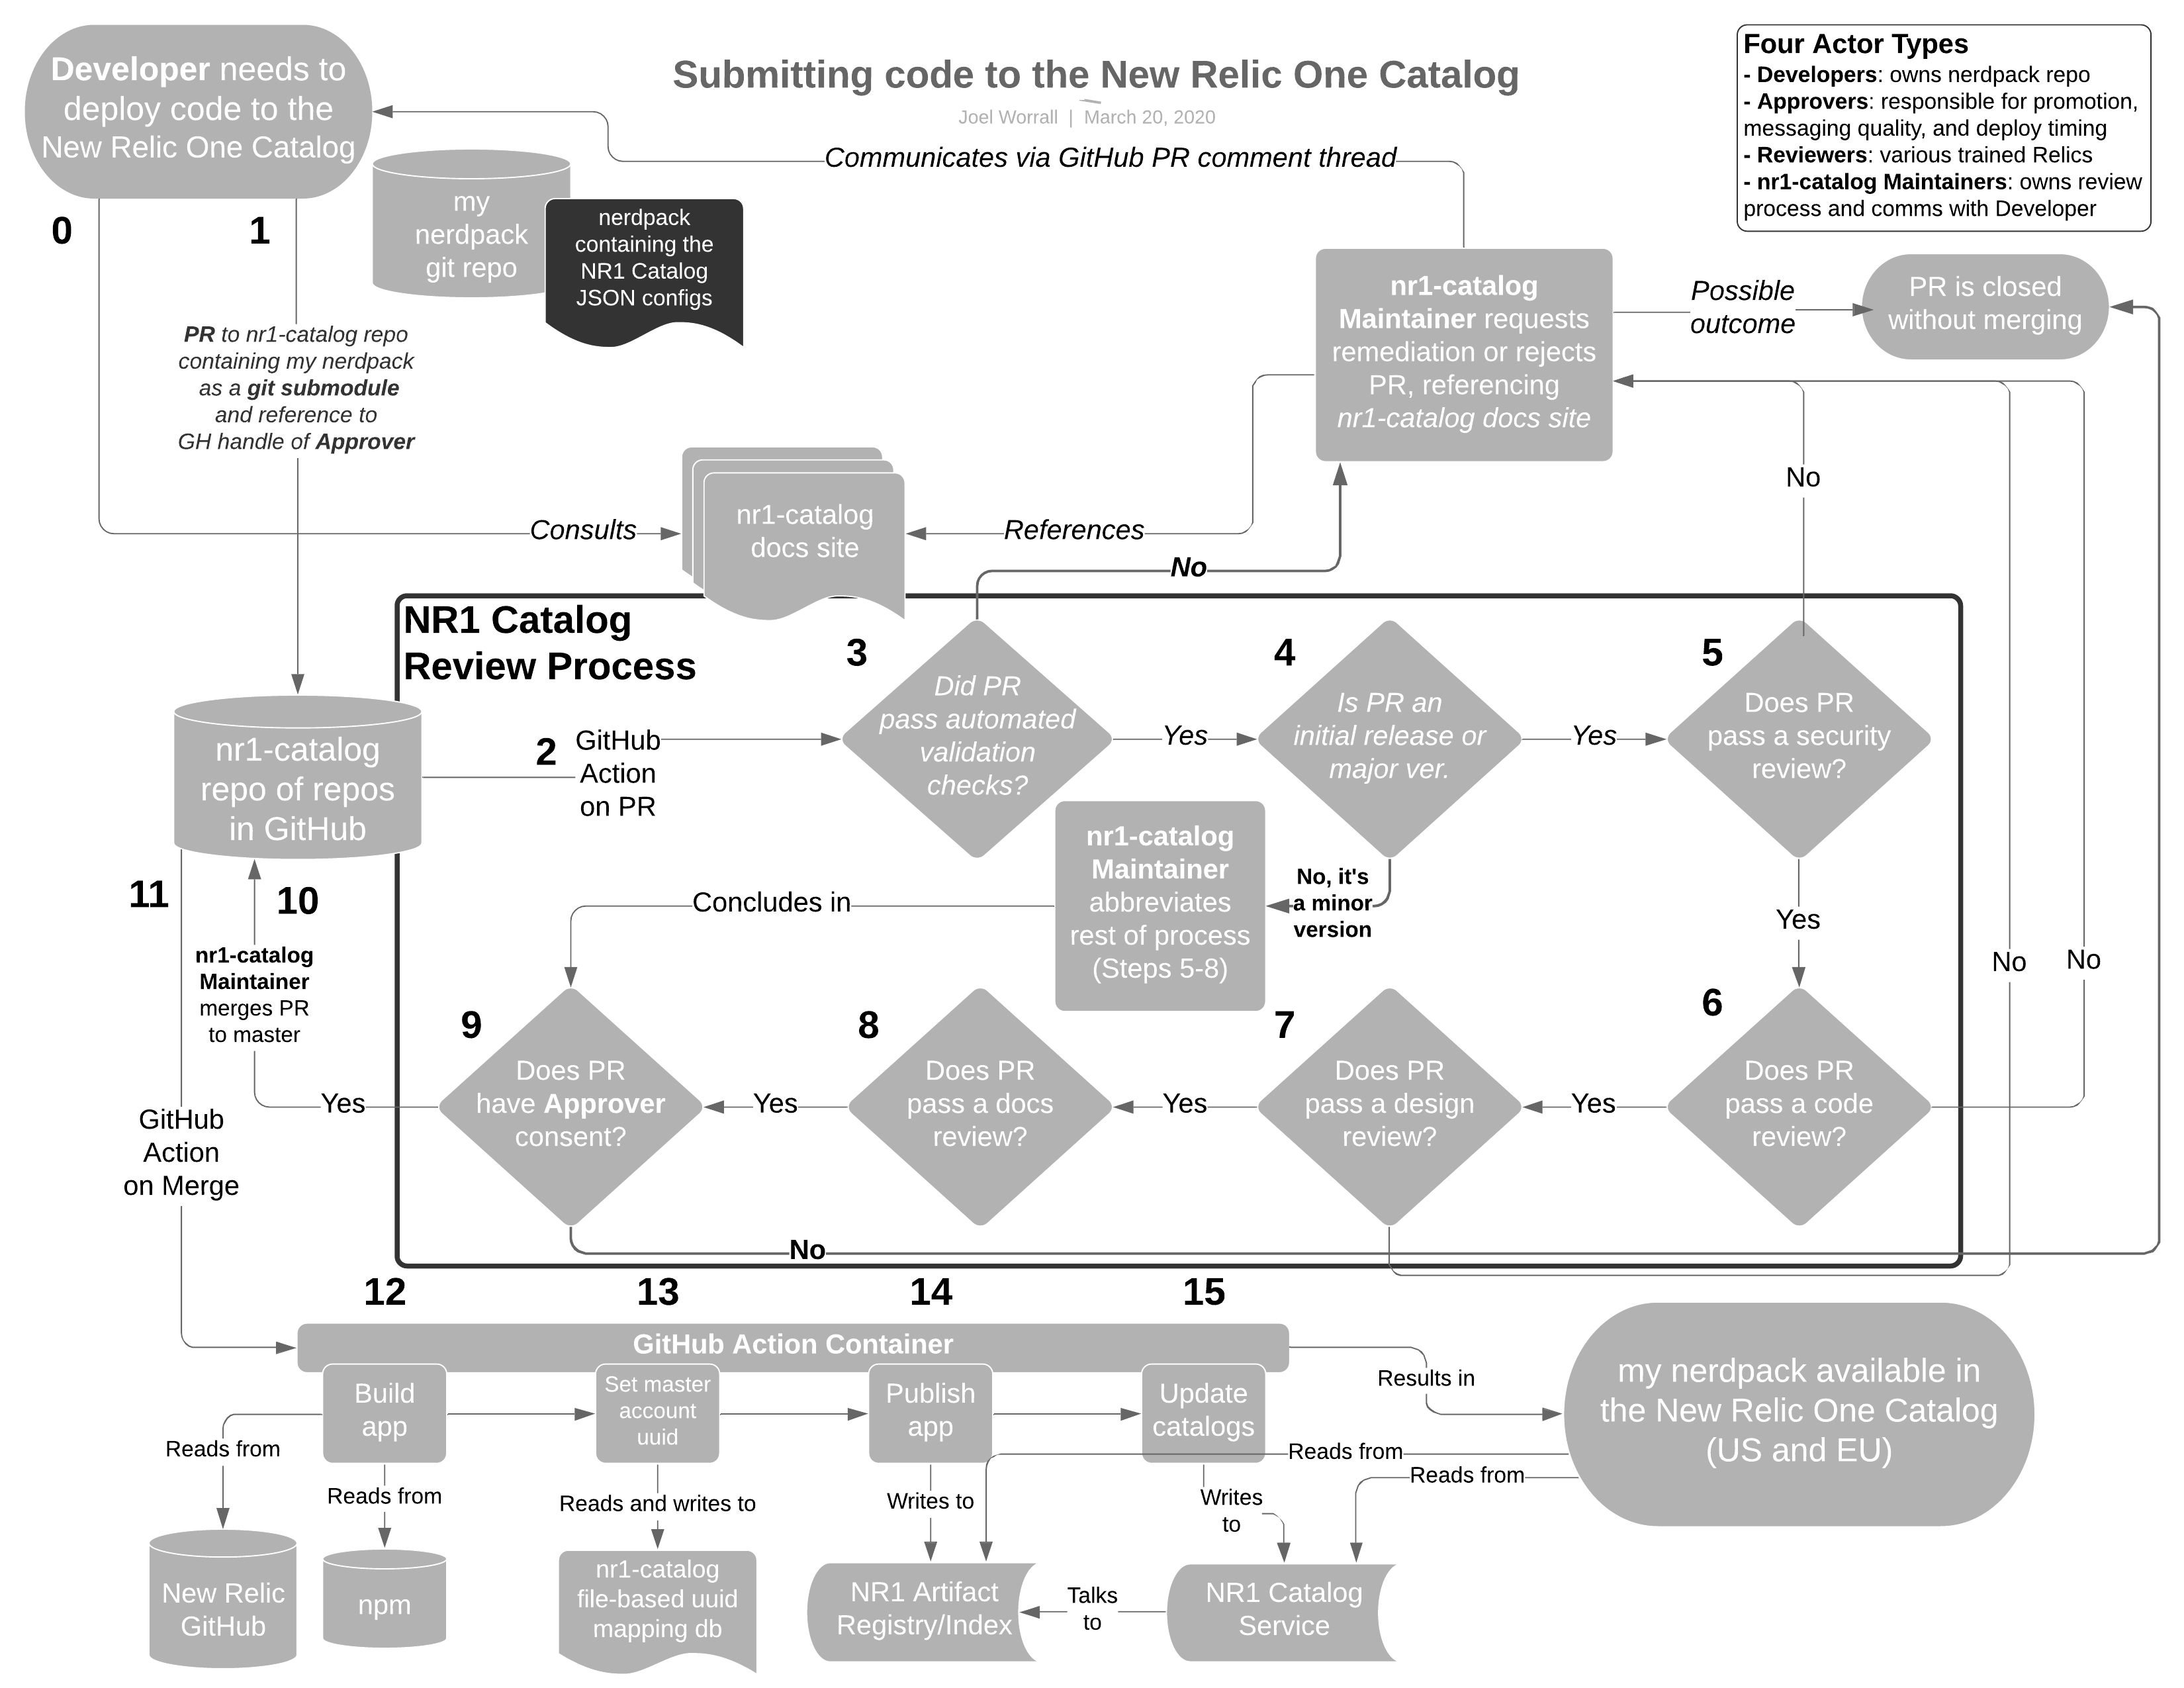 Developer needs to
deploy code to the
New Relic One Catalog
Submitting code to the New Relic One Catalog
Joel Worrall | March 20, 2020
Four Actor Types
- Developers: owns nerdpack repo
- Approvers: responsible for promotion,
messaging quality, and deploy timing
- Reviewers: various trained Relics
- nr1-catalog Maintainers: owns review
process and comms with Developer
Communicates via GitHub PR comment thread
0
1
my
nerdpack
git repo
nerdpack
containing the
NR1 Catalog
JSON configs
nr1-catalog
Maintainer requests
remediation or rejects
PR, referencing
nr1-catalog docs site
Possible
outcome
PR is closed
without merging
PR to nr1-catalog repo
containing my nerdpack
as a git submodule
and reference to
GH handle of Approver
Consults
nr1-catalog
docs site
References
No
No
NR1 Catalog
Review Process
nr1-catalog
repo of repos
in GitHub
2
GitHub
Action
on PR
3
Did PR
pass automated
validation
checks?
Yes
4
Is PR an
initial release or
major ver.
Yes
5
Does PR
pass a security
review?
nr1-catalog
Maintainer
abbreviates
rest of process
(Steps 5-8)
No, it's
a minor
version
Concludes in
Yes
No
No
11
10
nr1-catalog
Maintainer
merges PR
to master
GitHub
Action
on Merge
Yes
9
Does PR
have Approver
consent?
Yes
8
Does PR
pass a docs
review?
Yes
7
Does PR
pass a design
review?
Yes
6
Does PR
pass a code
review?
No
12
13
14
15
GitHub Action Container
Build
app
Set master
account
uuid
Publish
app
Update
catalogs
Results in
my nerdpack available in
the New Relic One Catalog
(US and EU)
Reads from
Reads from
Reads and writes to
Writes to
Writes
to
Reads from
Reads from
New Relic
GitHub
npm
nr1-catalog
file-based uuid
mapping db
NR1 Artifact
Registry/Index
Talks
to
NR1 Catalog
Service